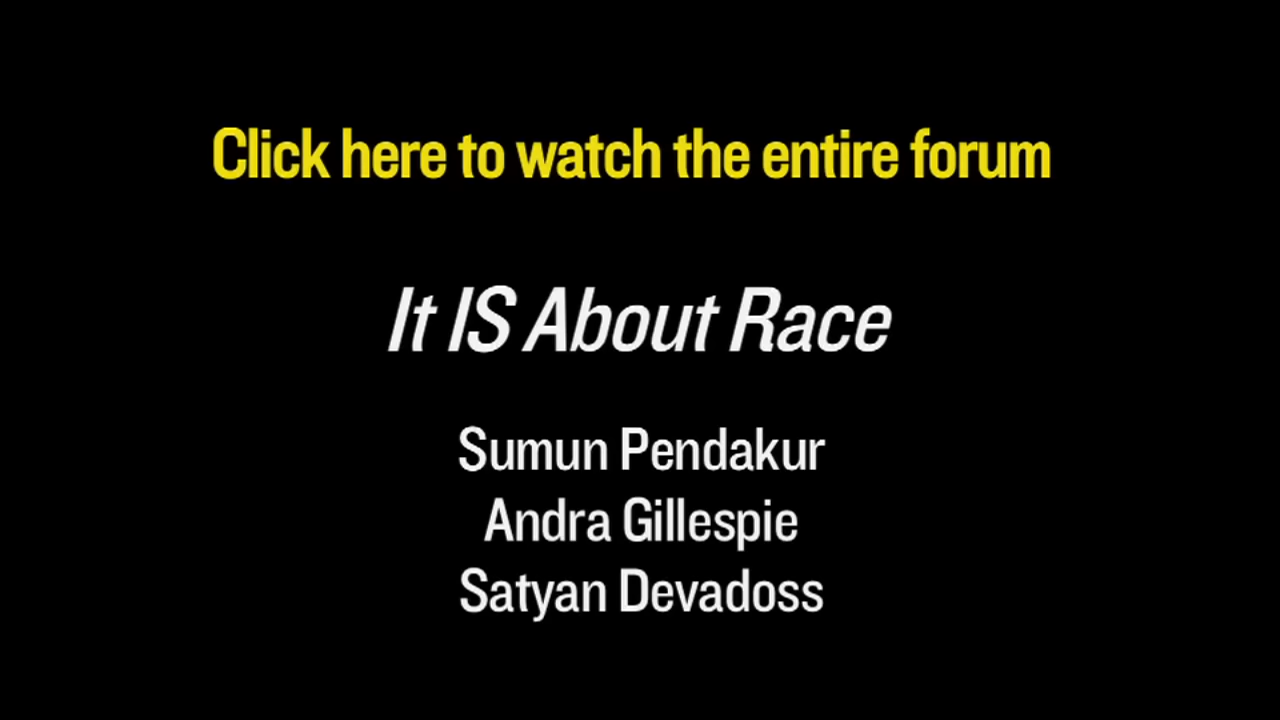 Click here to watch the entire forum
It IS About Race
Sumun Pendakur
Andra Gillespie
Satyan Devadoss